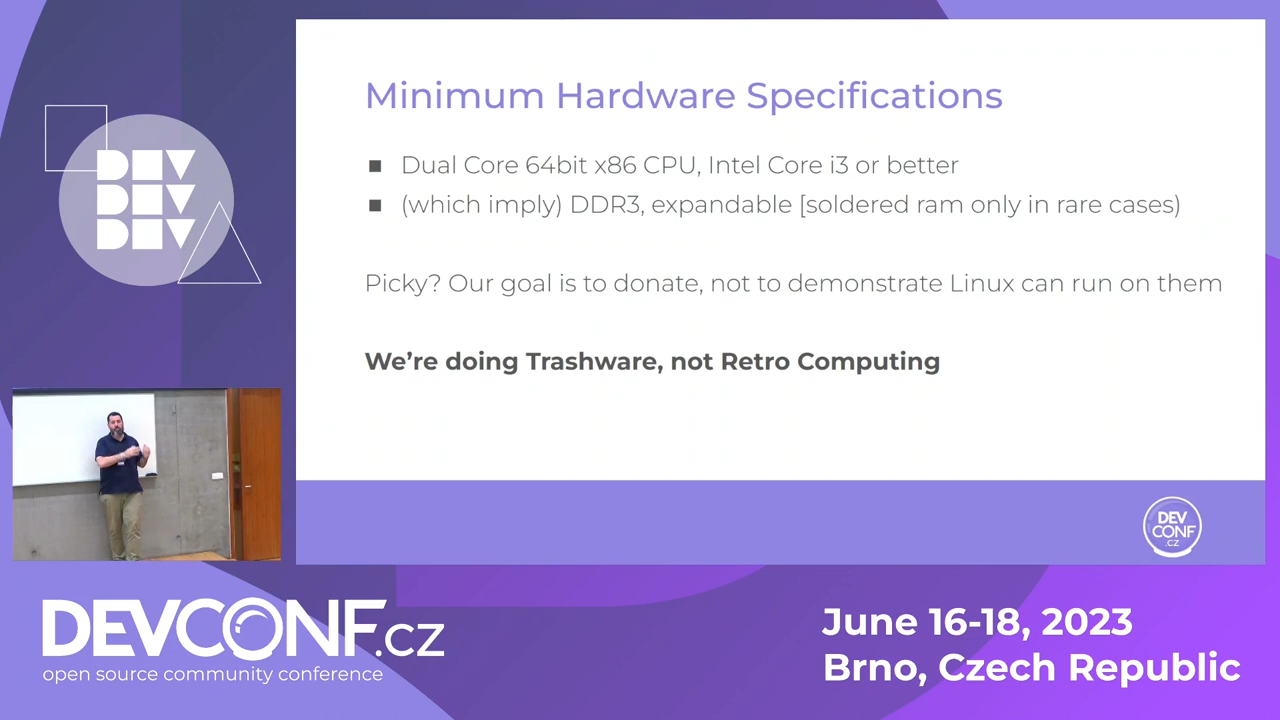 DEV
DEV
DEV
Minimum Hardware Specifications
Dual Core 64bit x86 CPU, Intel Core i3 or better
(which imply) DDR3, expandable [soldered ram only in rare cases)
Picky? Our goal is to donate, not to demonstrate Linux can run on them
We're doing Trashware, not Retro Computing
DEV
CONF
.CZ
DEVCONF.cz
open source community conference
June 16-18, 2023
Brno, Czech Republic